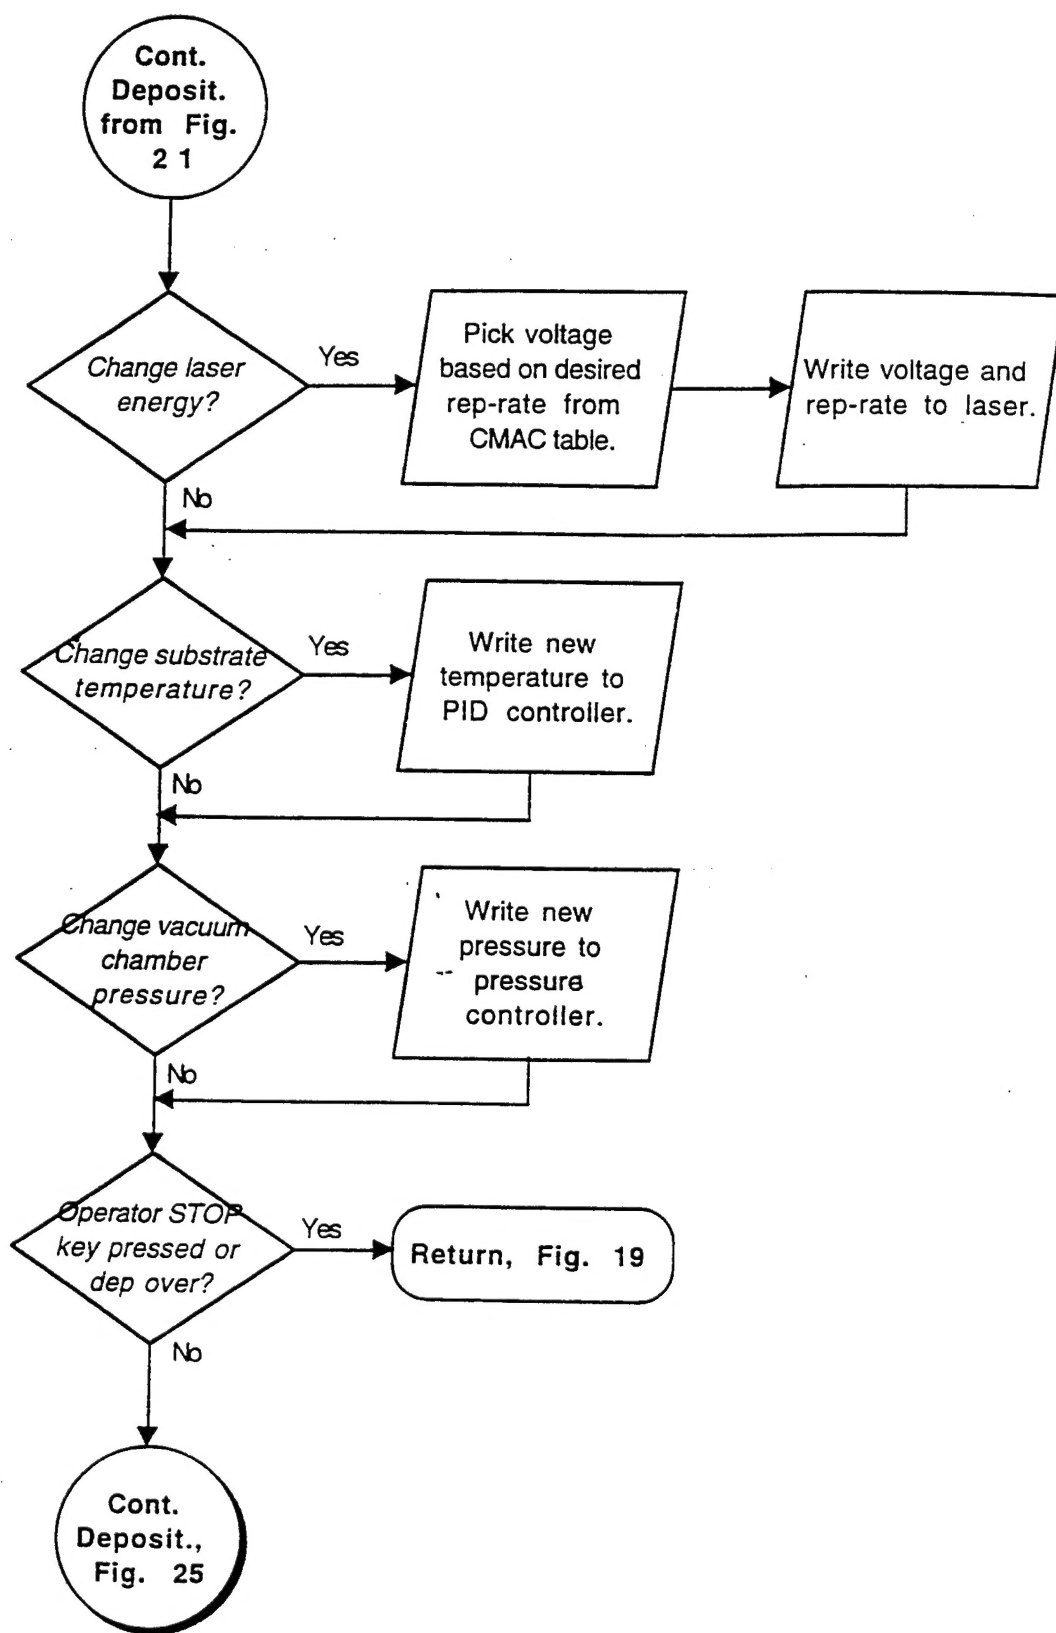 Cont.
Deposit.
from Fig.
2 1
Change laser
energy?
Yes
Pick voltage
based on desired
rep-rate from
CMAC table.
Write voltage and
rep-rate to laser.
No
Change substrate
temperature?
Yes
Write new
temperature to
PID controller.
No
Change vacuum
chamber
pressure?
Yes
Write new
pressure to
pressure
controller.
No
Operator STOP
key pressed or
dep over?
Yes
Return, Fig. 19
No
Cont.
Deposit.,
Fig. 25